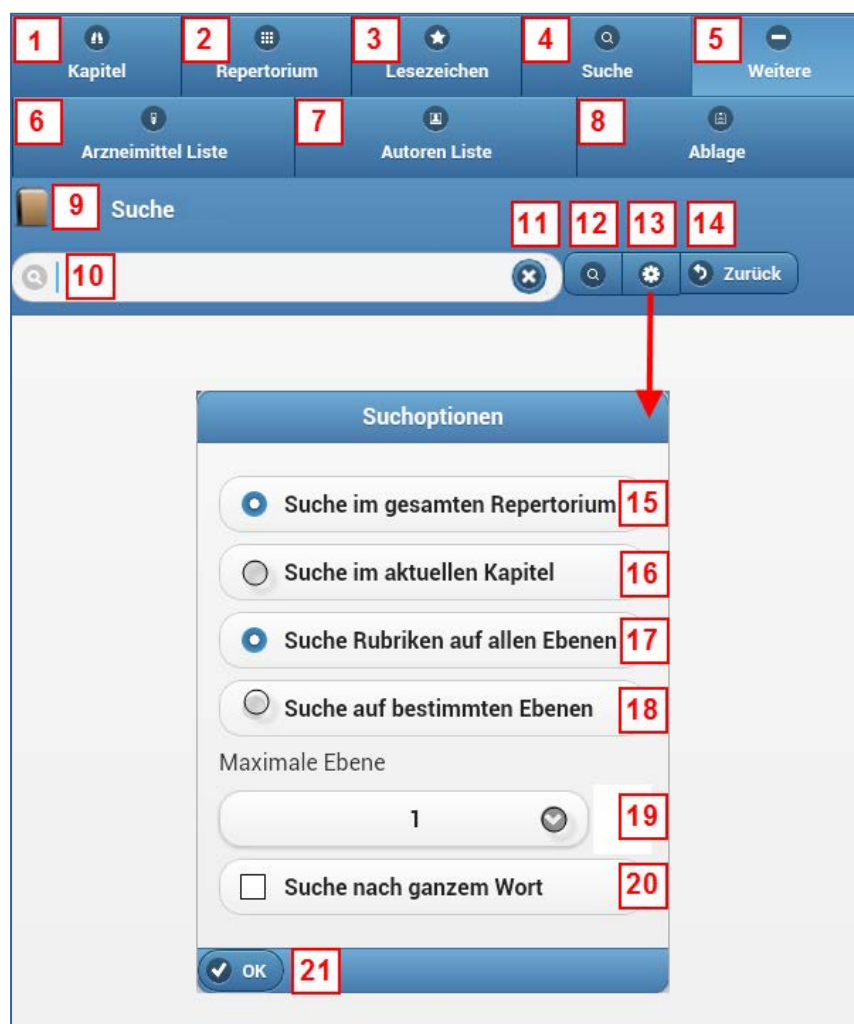 1 2 3 4 5
Kapitel Repertorium Lesezeichen Suche Weitere
6 7 8
Arzneimittel Liste Autoren Liste Ablage
9 Suche
11 12 13 14
10 Zurück
Suchoptionen
Suche im gesamten Repertorium 15
Suche im aktuellen Kapitel 16
Suche Rubriken auf allen Ebenen 17
Suche auf bestimmten Ebenen 18
Maximale Ebene
1 19
Suche nach ganzem Wort 20
OK 21